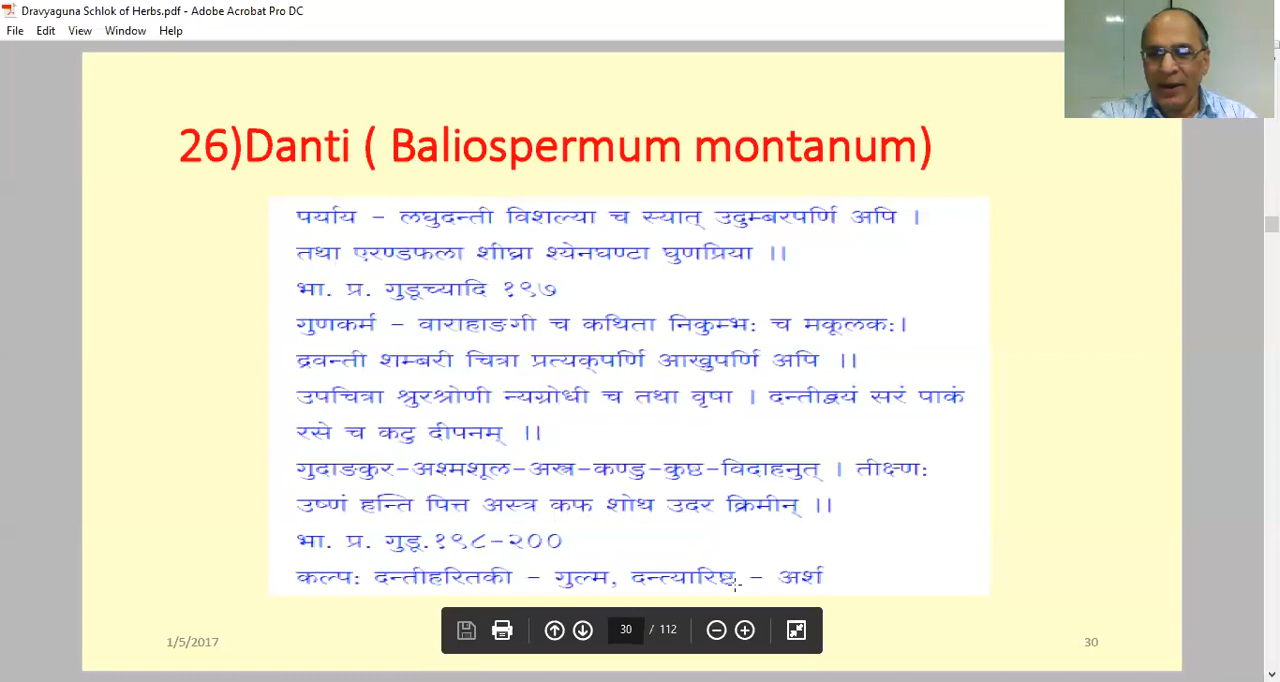 Dravyaguna Schlok of Herbs.pdf - Adobe Acrobat Pro DC
File Edit View Window Help
26)Danti ( Baliospermum montanum)
पर्याय - लघुदन्ती विशल्या च स्यात् उदुम्बरपर्णि अपि ।
तथा एरण्डफला शीघ्रा श्येनघण्टा घुणप्रिया ।।
भा. प्र. गुडूच्यादि १९७
गुणकर्म - वाराहाङगी च कथिता निकुम्भः च मकूलकः।
द्रवन्ती शम्बरी चित्रा प्रत्यक्पर्णि आखुपर्णि अपि ।।
उपचित्रा श्रुरश्रोणी न्यग्रोधी च तथा वृषा । दन्तीद्वयं सरं पाकं
रसे च कटु दीपनम् ।।
गुदाङकुर-अश्मशूल-अस्त्र-कण्डु-कुष्ठ-विदाहनुत् । तीक्ष्णः
उष्णं हन्ति पित्त अस्त्र कफ शोथ उदर क्रिमीन् ।।
भा. प्र. गुडू.१९८-२००
कल्पः दन्तीहरितकी - गुल्म, दन्त्यारिष्ट - अर्श
30 / 112
1/5/2017 30